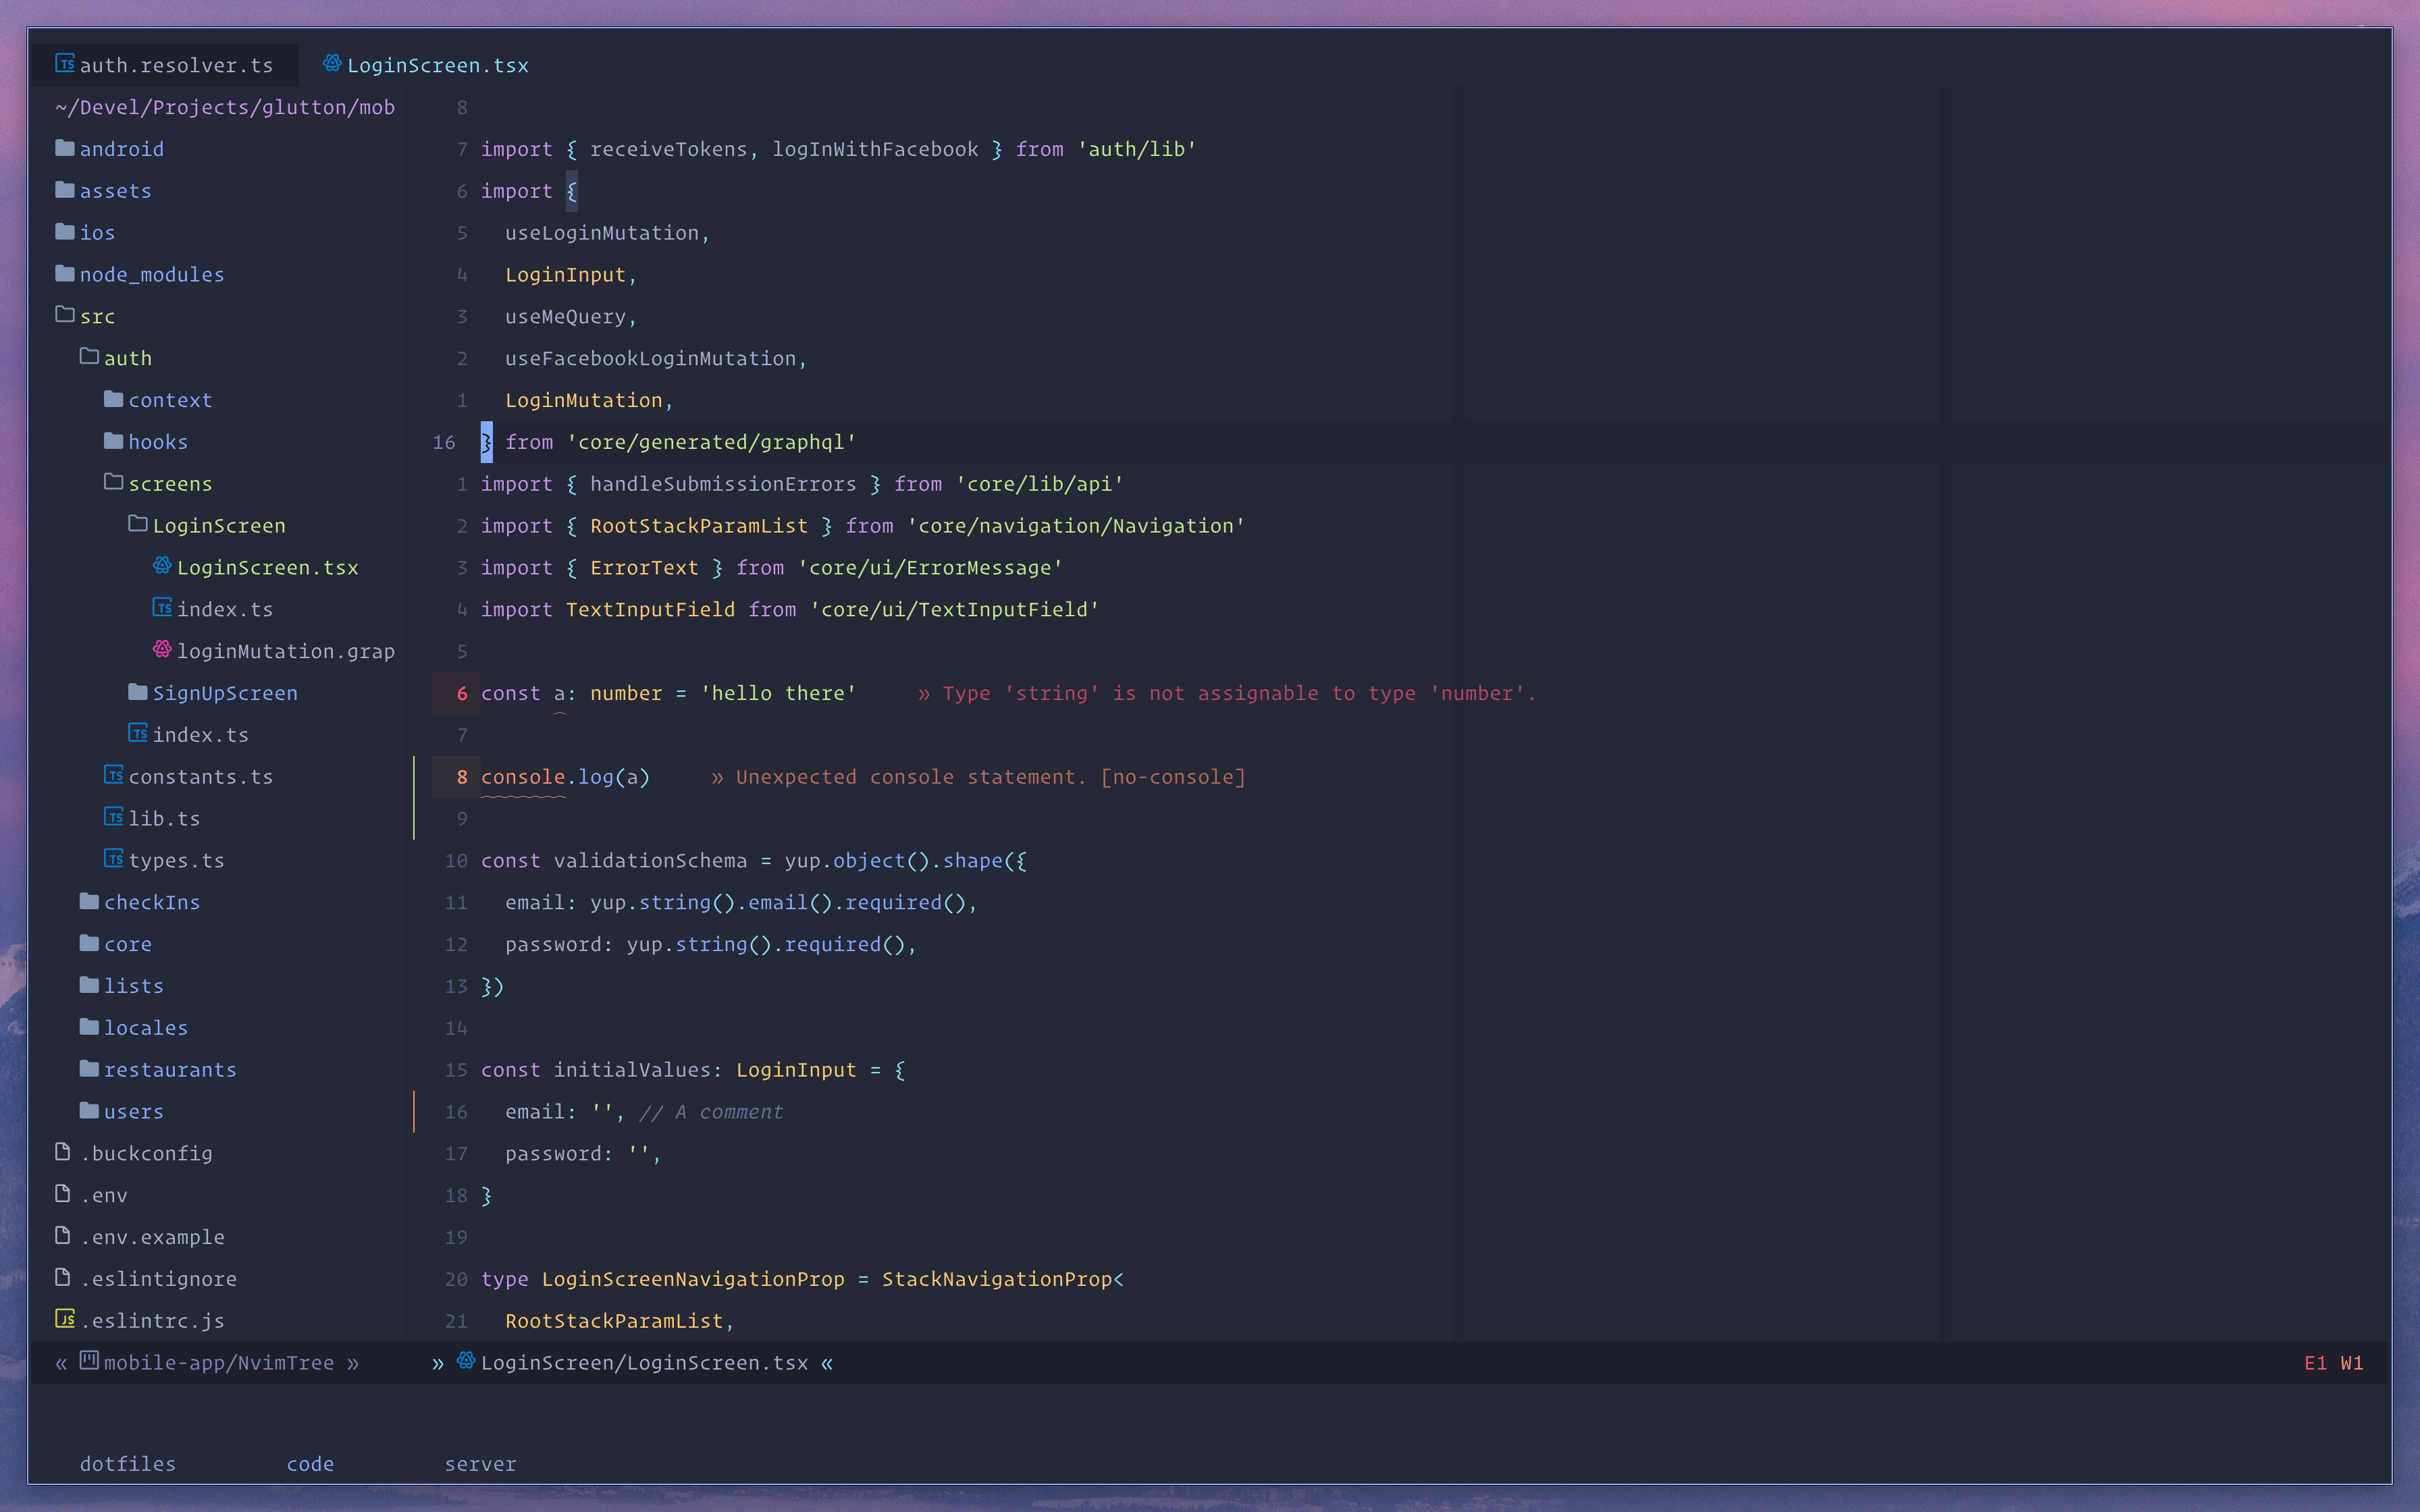 auth.resolver.ts LoginScreen.tsx
~/Devel/Projects/glutton/mob
android
assets
ios
node_modules
src
auth
context
hooks
screens
LoginScreen
LoginScreen.tsx
index.ts
loginMutation.grap
SignUpScreen
index.ts
constants.ts
lib.ts
types.ts
checkIns
core
lists
locales
restaurants
users
.buckconfig
.env
.env.example
.eslintignore
.eslintrc.js
8
7 import { receiveTokens, logInWithFacebook } from 'auth/lib'
6 import {
5 useLoginMutation,
4 LoginInput,
3 useMeQuery,
2 useFacebookLoginMutation,
1 LoginMutation,
16 } from 'core/generated/graphql'
1 import { handleSubmissionErrors } from 'core/lib/api'
2 import { RootStackParamList } from 'core/navigation/Navigation'
3 import { ErrorText } from 'core/ui/ErrorMessage'
4 import TextInputField from 'core/ui/TextInputField'
5
6 const a: number = 'hello there' » Type 'string' is not assignable to type 'number'.
7
8 console.log(a) » Unexpected console statement. [no-console]
9
10 const validationSchema = yup.object().shape({
11 email: yup.string().email().required(),
12 password: yup.string().required(),
13 })
14
15 const initialValues: LoginInput = {
16 email: '', // A comment
17 password: '',
18 }
19
20 type LoginScreenNavigationProp = StackNavigationProp<
21 RootStackParamList,
« mobile-app/NvimTree » » LoginScreen/LoginScreen.tsx « E1 W1
dotfiles code server